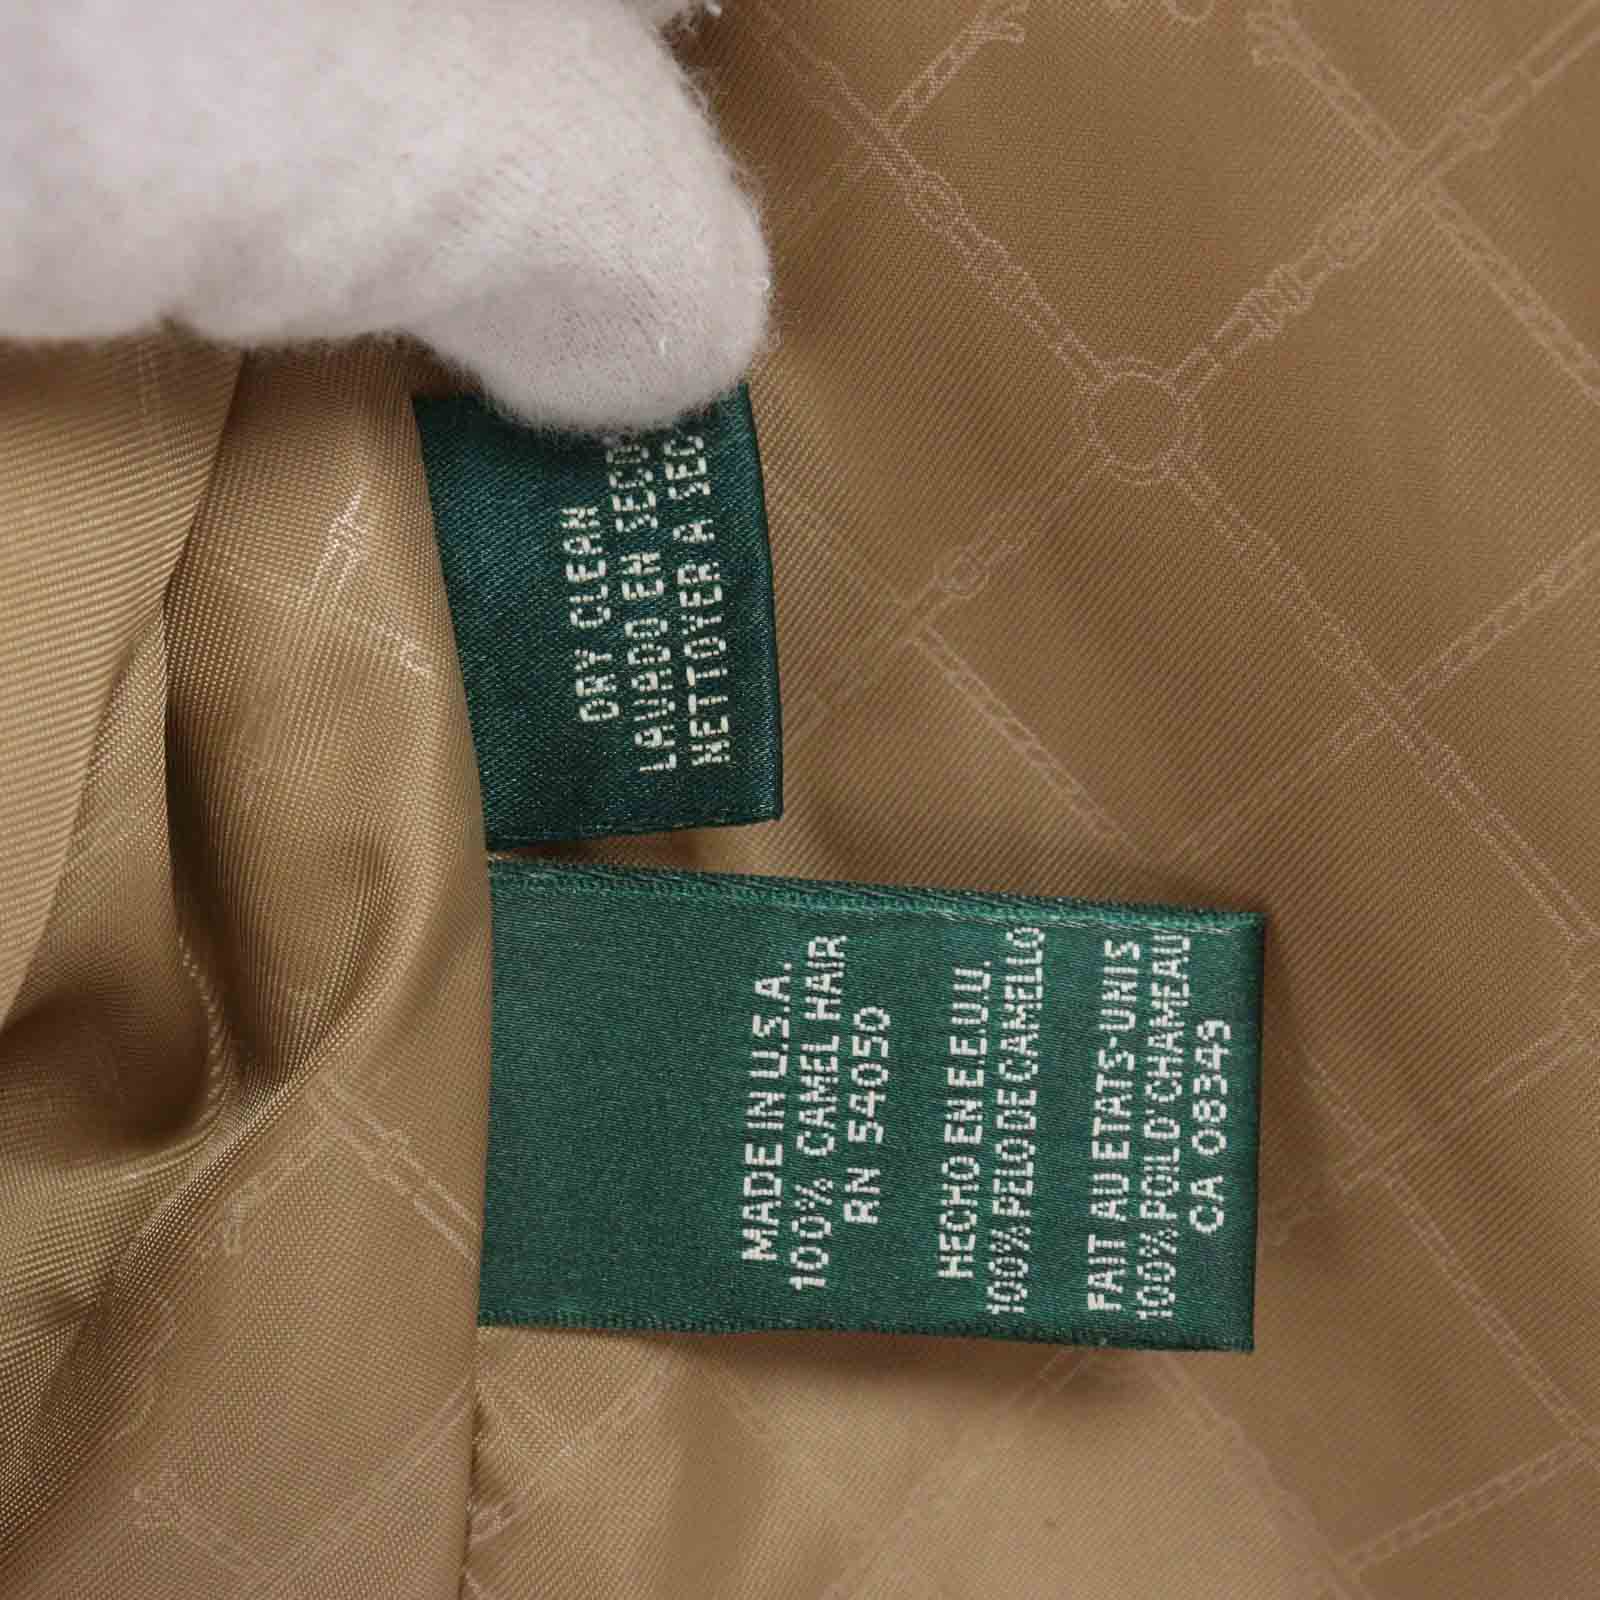 DRY CLEAN
LAVADO EN SECO
NETTOYER A SEC
MADE IN U.S.A.
100% CAMEL HAIR
RN 54050
HECHO EN E.U.U.
100% PELO DE CAMELLO
FAIT AU ETATS-UNIS
100% POIL D'CHAMEAU
CA 08349